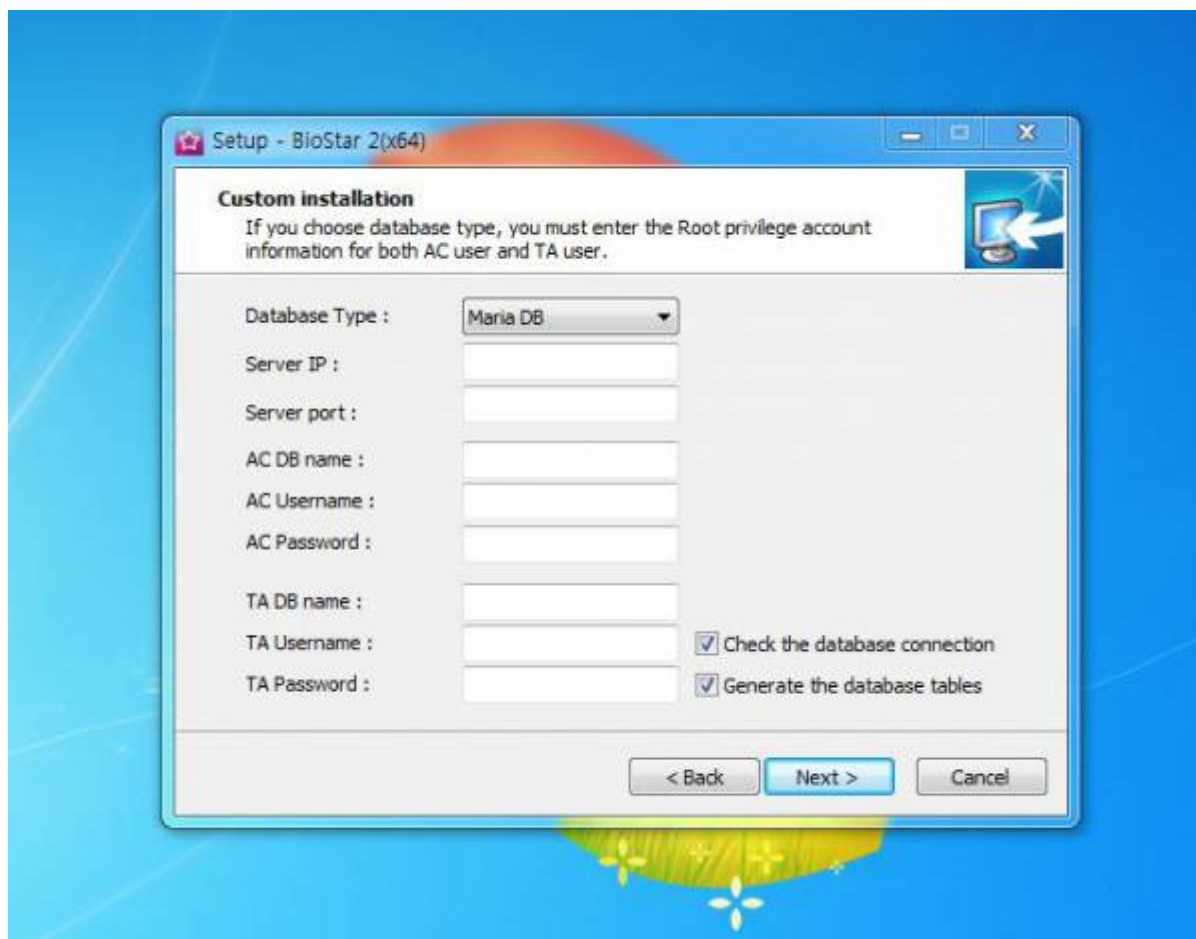 Setup - BioStar 2(x64)
Custom installation
If you choose database type, you must enter the Root privilege account
information for both AC user and TA user.
Database Type :
Maria DB
Server IP :
Server port :
AC DB name :
AC Username :
AC Password :
TA DB name :
TA Username :
Check the database connection
TA Password :
Generate the database tables
< Back
Next >
Cancel